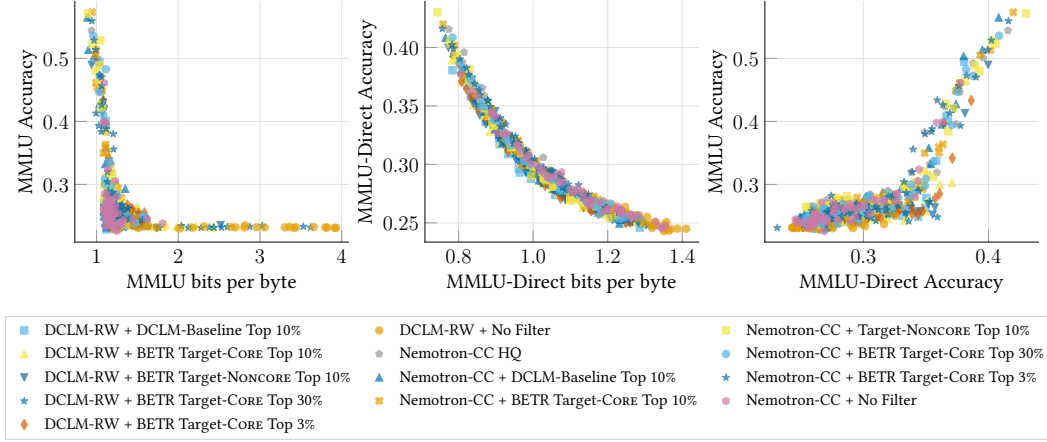 MMLU Accuracy
0.5
0.4
0.3
1 2 3 4
MMLU bits per byte
MMLU-Direct Accuracy
0.40
0.35
0.30
0.25
0.8 1.0 1.2 1.4
MMLU-Direct bits per byte
MMLU Accuracy
0.5
0.4
0.3
0.3 0.4
MMLU-Direct Accuracy
DCLM-RW + DCLM-Baseline Top 10%
DCLM-RW + BETR Target-Core Top 10%
DCLM-RW + BETR Target-Noncore Top 10%
DCLM-RW + BETR Target-Core Top 30%
DCLM-RW + BETR Target-Core Top 3%
DCLM-RW + No Filter
Nemotron-CC HQ
Nemotron-CC + DCLM-Baseline Top 10%
Nemotron-CC + BETR Target-Core Top 10%
Nemotron-CC + Target-Noncore Top 10%
Nemotron-CC + BETR Target-Core Top 30%
Nemotron-CC + BETR Target-Core Top 3%
Nemotron-CC + No Filter